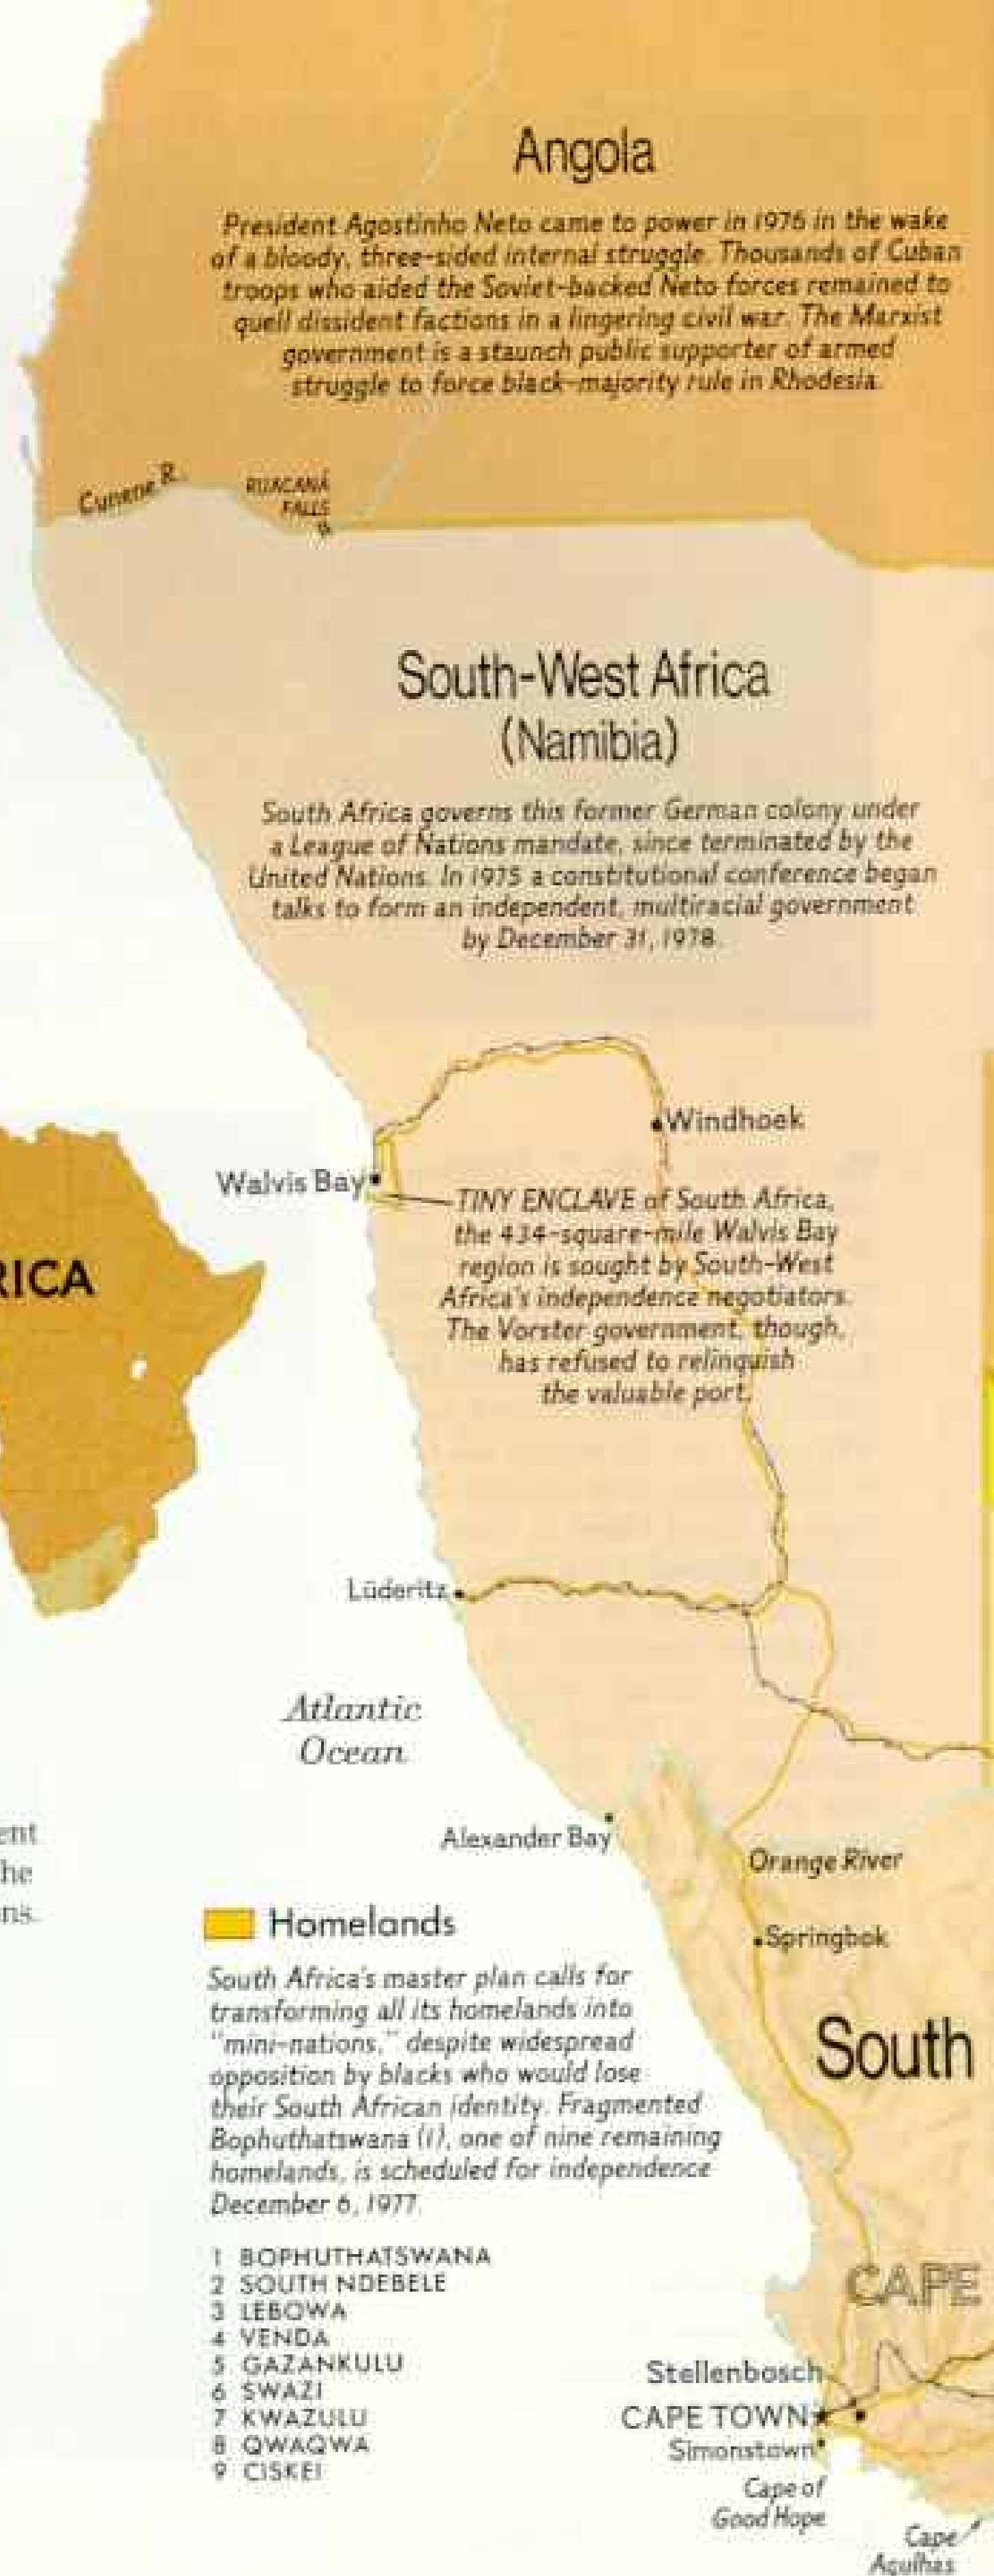 Angola
President Agostinho Neto came to power in 1976 in the wake
of a bloody, three-sided internal struggle. Thousands of Cuban
troops who aided the Soviet-backed Neto forces remained to
quell dissident factions in a lingering civil war. The Marxist
government is a staunch public supporter of armed
struggle to force black-majority rule in Rhodesia.
Cunene R.
RUACANÁ
FALLS
South-West Africa
(Namibia)
South Africa governs this former German colony under
a League of Nations mandate, since terminated by the
United Nations. In 1975 a constitutional conference began
talks to form an independent, multiracial government
by December 31, 1978.
Windhoek
Walvis Bay
TINY ENCLAVE of South Africa,
the 434-square-mile Walvis Bay
region is sought by South-West
Africa's independence negotiators.
The Vorster government, though,
has refused to relinquish
the valuable port.
RICA
Lüderitz
Atlantic
Ocean
ent
he
ns.
Alexander Bay
Orange River
Springbok
Homelands
South Africa's master plan calls for
transforming all its homelands into
"mini-nations," despite widespread
opposition by blacks who would lose
their South African identity. Fragmented
Bophuthatswana (1), one of nine remaining
homelands, is scheduled for independence
December 6, 1977.
South
1 BOPHUTHATSWANA
2 SOUTH NDEBELE
3 LEBOWA
4 VENDA
5 GAZANKULU
6 SWAZI
7 KWAZULU
8 QWAQWA
9 CISKEI
CAPE
Stellenbosch
CAPE TOWN
Simonstown
Cape of
Good Hope
Cape
Agulhas